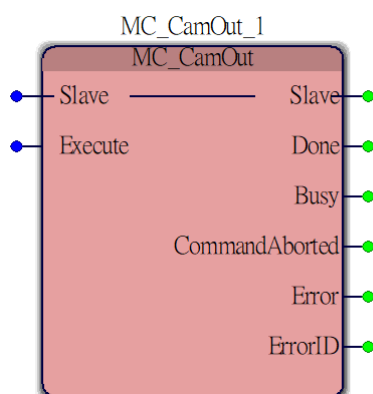 MC_CamOut_1
MC_CamOut
Slave Slave
Execute Done
Busy
CommandAborted
Error
ErrorID